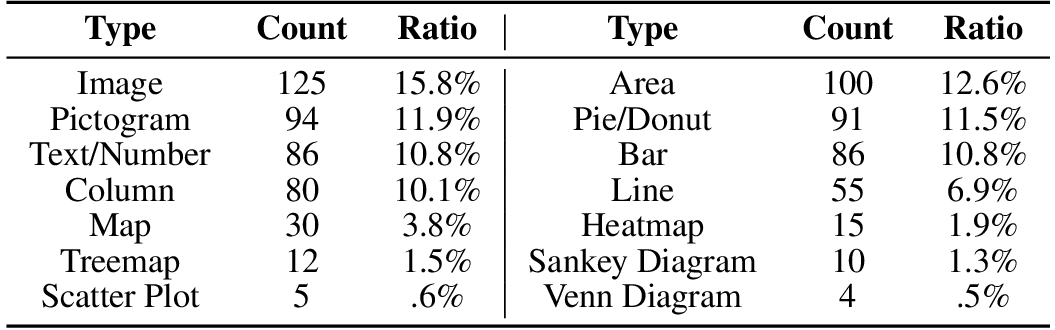 Type Count Ratio Type Count Ratio
Image 125 15.8% Area 100 12.6%
Pictogram 94 11.9% Pie/Donut 91 11.5%
Text/Number 86 10.8% Bar 86 10.8%
Column 80 10.1% Line 55 6.9%
Map 30 3.8% Heatmap 15 1.9%
Treemap 12 1.5% Sankey Diagram 10 1.3%
Scatter Plot 5 .6% Venn Diagram 4 .5%